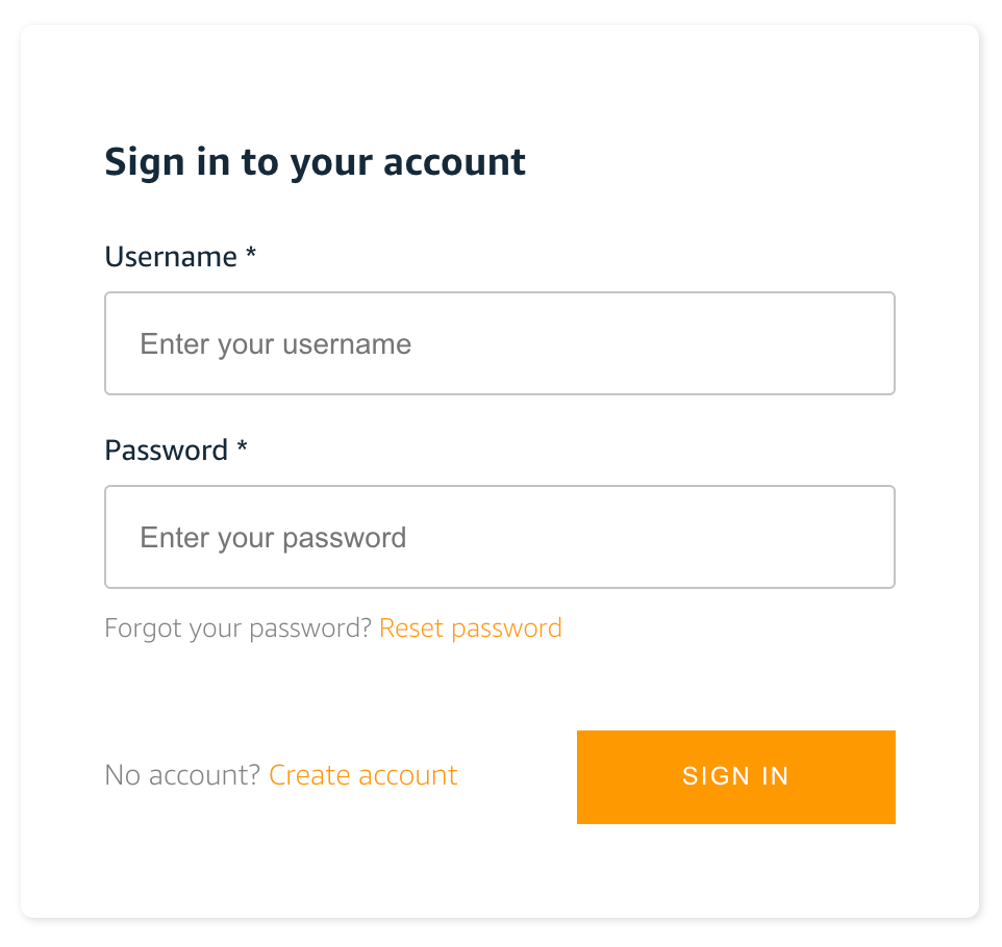 Sign in to your account
Username *
Enter your username
Password *
Enter your password
Forgot your password? Reset password
No account? Create account
SIGN IN